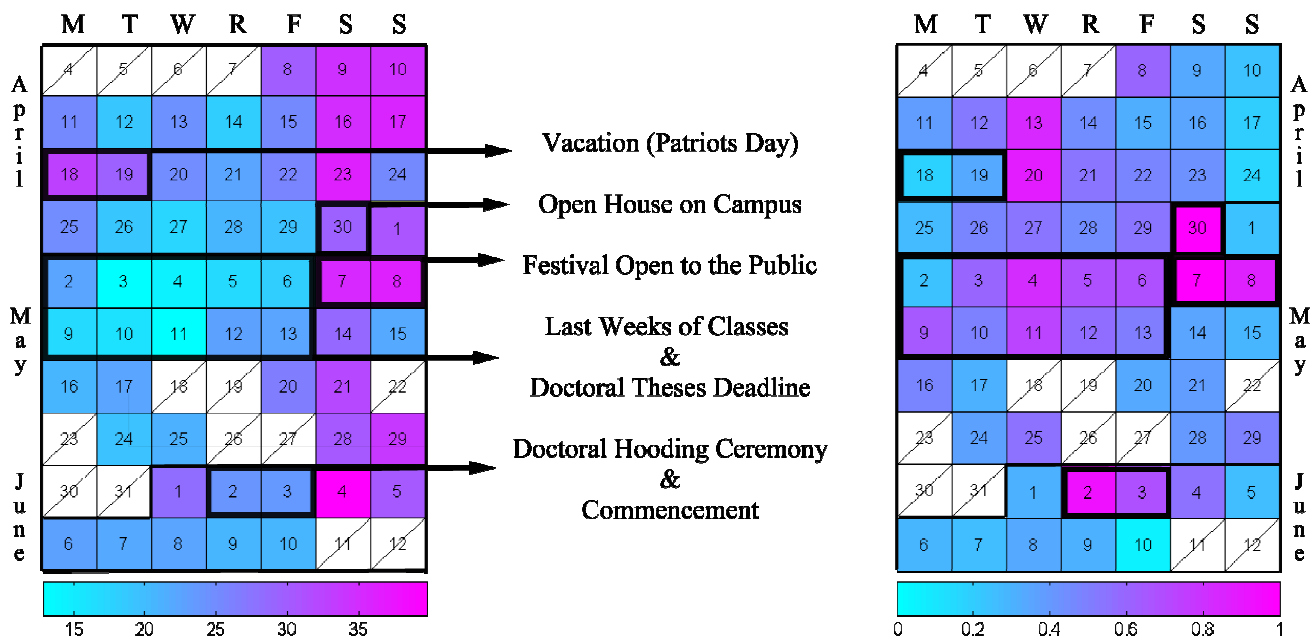 M T W R F S S M T W R F S S
4 5 6 7 8 9 10 4 5 6 7 8 9 10
11 12 13 14 15 16 17 11 12 13 14 15 16 17
Vacation (Patriots Day)
18 19 20 21 22 23 24 18 19 20 21 22 23 24
Open House on Campus
25 26 27 28 29 30 1 25 26 27 28 29 30 1
Festival Open to the Public
2 3 4 5 6 7 8 2 3 4 5 6 7 8
Last Weeks of Classes
9 10 11 12 13 14 15 9 10 11 12 13 14 15
&
Doctoral Theses Deadline
16 17 18 19 20 21 22 16 17 18 19 20 21 22
23 24 25 26 27 28 29 23 24 25 26 27 28 29
Doctoral Hooding Ceremony
&
30 31 1 2 3 4 5 30 31 1 2 3 4 5
Commencement
6 7 8 9 10 11 12 6 7 8 9 10 11 12
April April
May May
June June
15 20 25 30 35 0 0.2 0.4 0.6 0.8 1